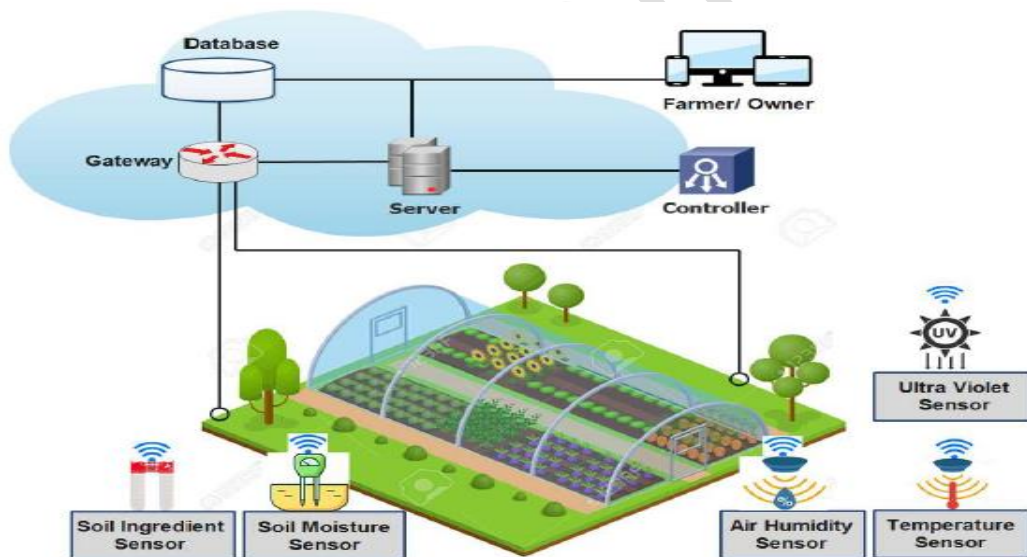 Database
Farmer/ Owner
Gateway
Server
Controller
UV
Ultra Violet
Sensor
Soil Ingredient
Sensor
Soil Moisture
Sensor
Air Humidity
Sensor
Temperature
Sensor